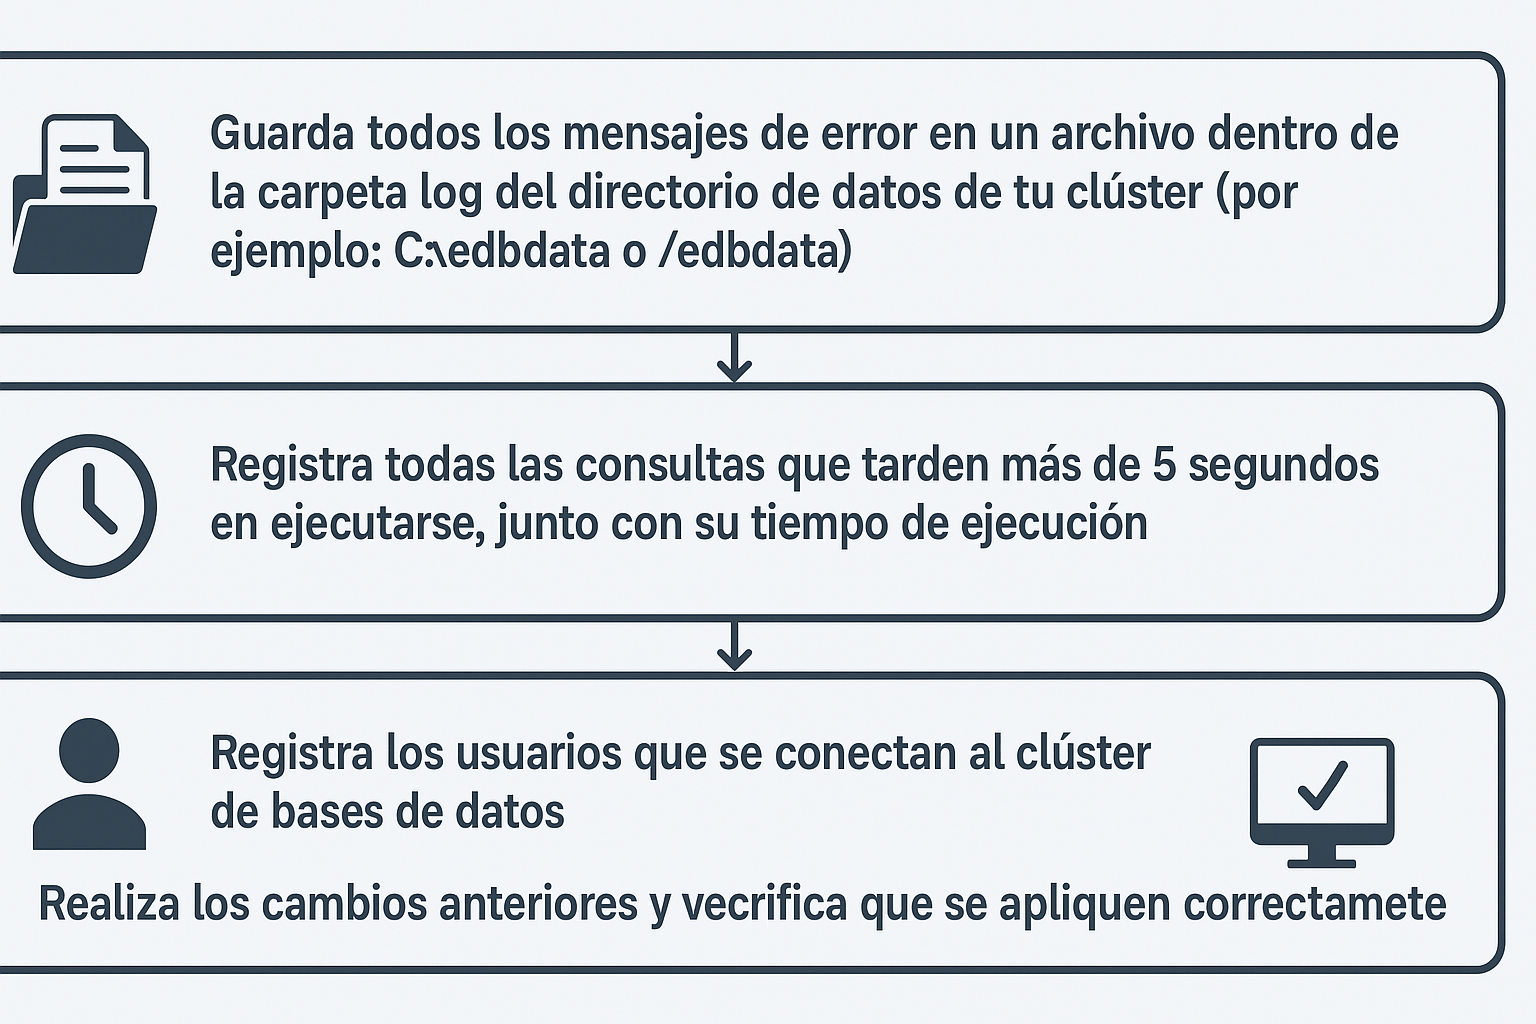 Guarda todos los mensajes de error en un archivo dentro de
la carpeta log del directorio de datos de tu clúster (por
ejemplo: C:\edbdata o /edbdata)
Registra todas las consultas que tarden más de 5 segundos
en ejecutarse, junto con su tiempo de ejecución
Registra los usuarios que se conectan al clúster
de bases de datos
Realiza los cambios anteriores y vecrifica que se apliquen correctamete